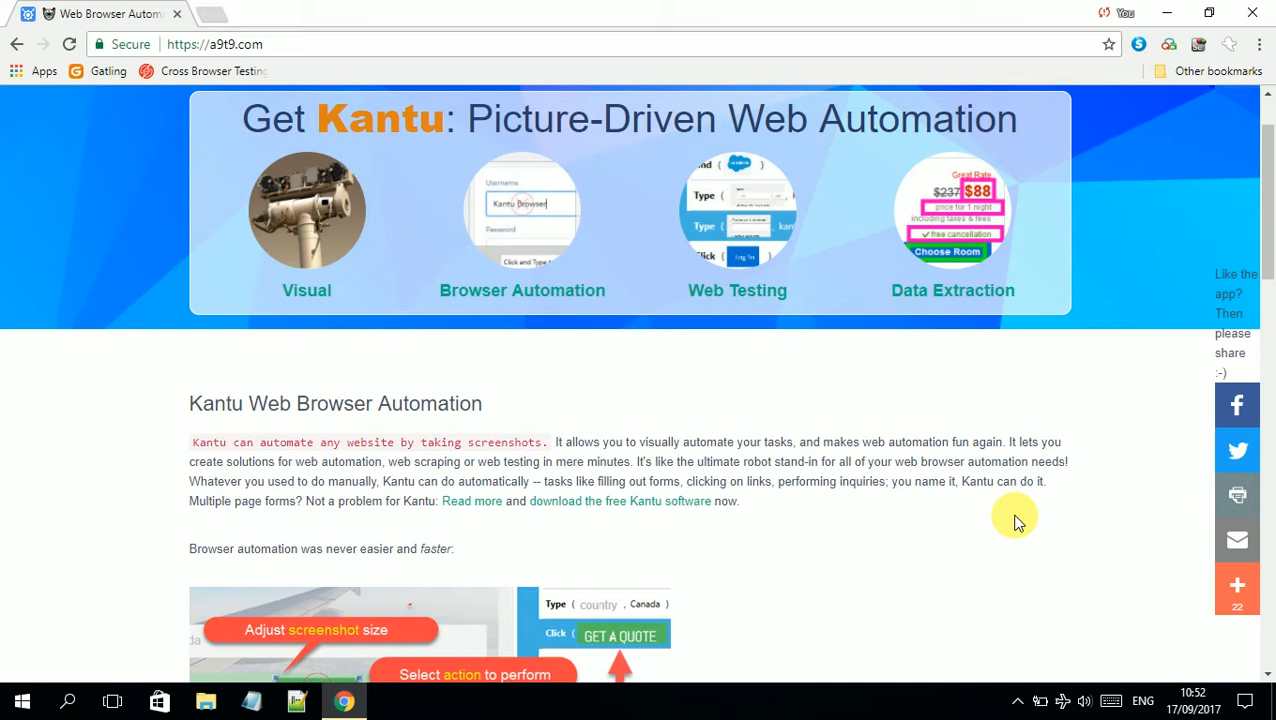 Web Browser Autom
You
Secure
https://a9t9.com
Apps
Gatling
Cross Browser Testing
Other bookmarks
Get Kantu: Picture-Driven Web Automation
Username
Kantu Browser
Password
Click and Type
nd (
)
Type (
)
Type (
, kan
Click (
Log In
)
Great Rate
$237 $88
price for 1 night
including taxes & fees
✓ free cancellation
Choose Room
Visual
Browser Automation
Web Testing
Data Extraction
Like the
app?
Then
please
share
:-)
Kantu Web Browser Automation
Kantu can automate any website by taking screenshots. It allows you to visually automate your tasks, and makes web automation fun again. It lets you
create solutions for web automation, web scraping or web testing in mere minutes. It's like the ultimate robot stand-in for all of your web browser automation needs!
Whatever you used to do manually, Kantu can do automatically -- tasks like filling out forms, clicking on links, performing inquiries; you name it, Kantu can do it.
Multiple page forms? Not a problem for Kantu: Read more and download the free Kantu software now.
Browser automation was never easier and faster:
22
Type ( country , Canada )
Click ( GET A QUOTE )
Adjust screenshot size
Select action to perform
ENG
10:52
17/09/2017